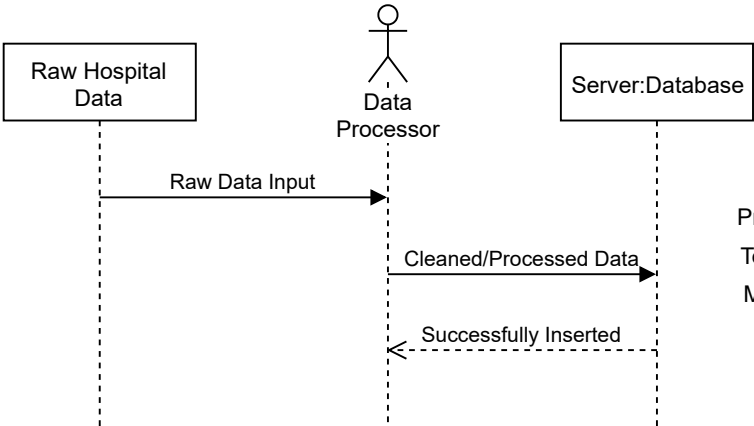 Raw Hospital
Data
Data
Processor
Server:Database
Raw Data Input
Cleaned/Processed Data
Successfully Inserted